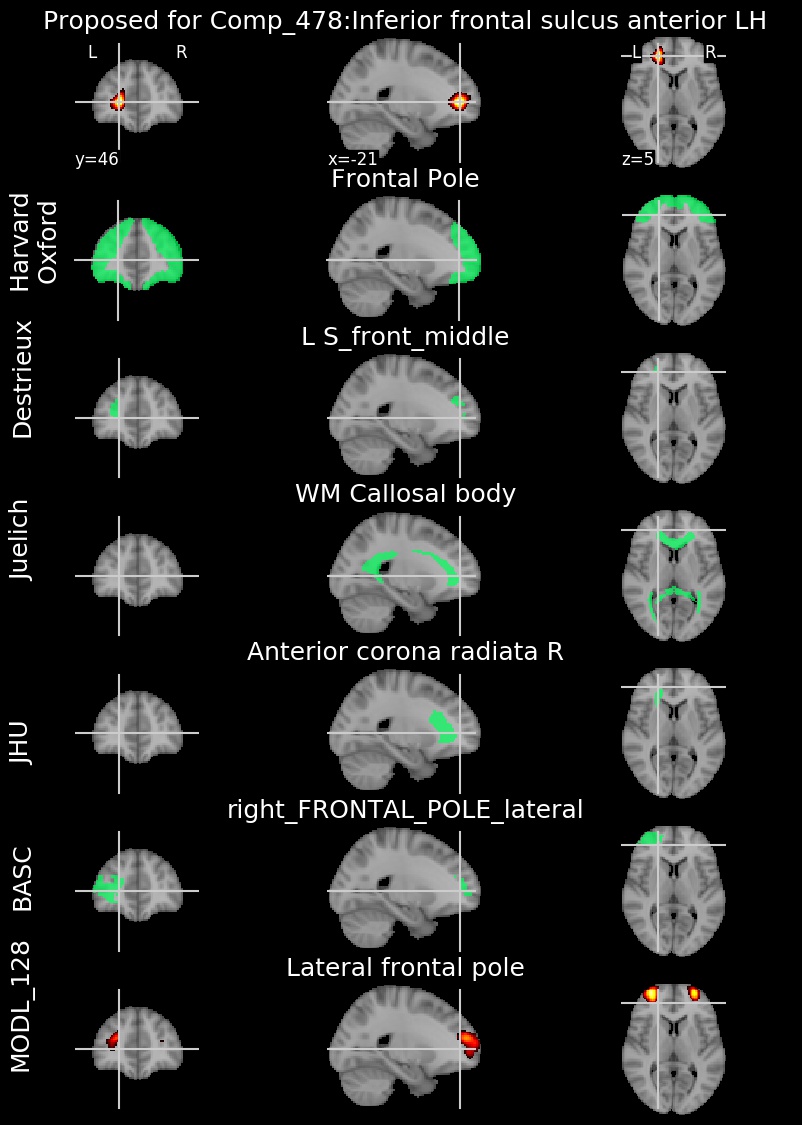 Proposed for Comp_478:Inferior frontal sulcus anterior LH
L R
L R
y=46
x=-21
z=5
Frontal Pole
Harvard
Oxford
L S_front_middle
Destrieux
WM Callosal body
Juelich
Anterior corona radiata R
JHU
right_FRONTAL_POLE_lateral
BASC
Lateral frontal pole
MODL_128